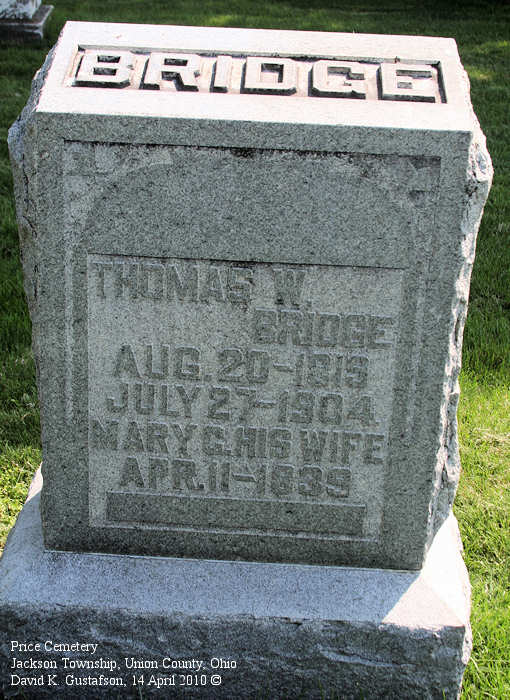 BRIDGE
THOMAS W.
BRIDGE
AUG. 20-1819
JULY 27-1904
MARY C. HIS WIFE
APR. 11-1839
Price Cemetery
Jackson Township, Union County, Ohio
David K. Gustafson, 14 April 2010 ©